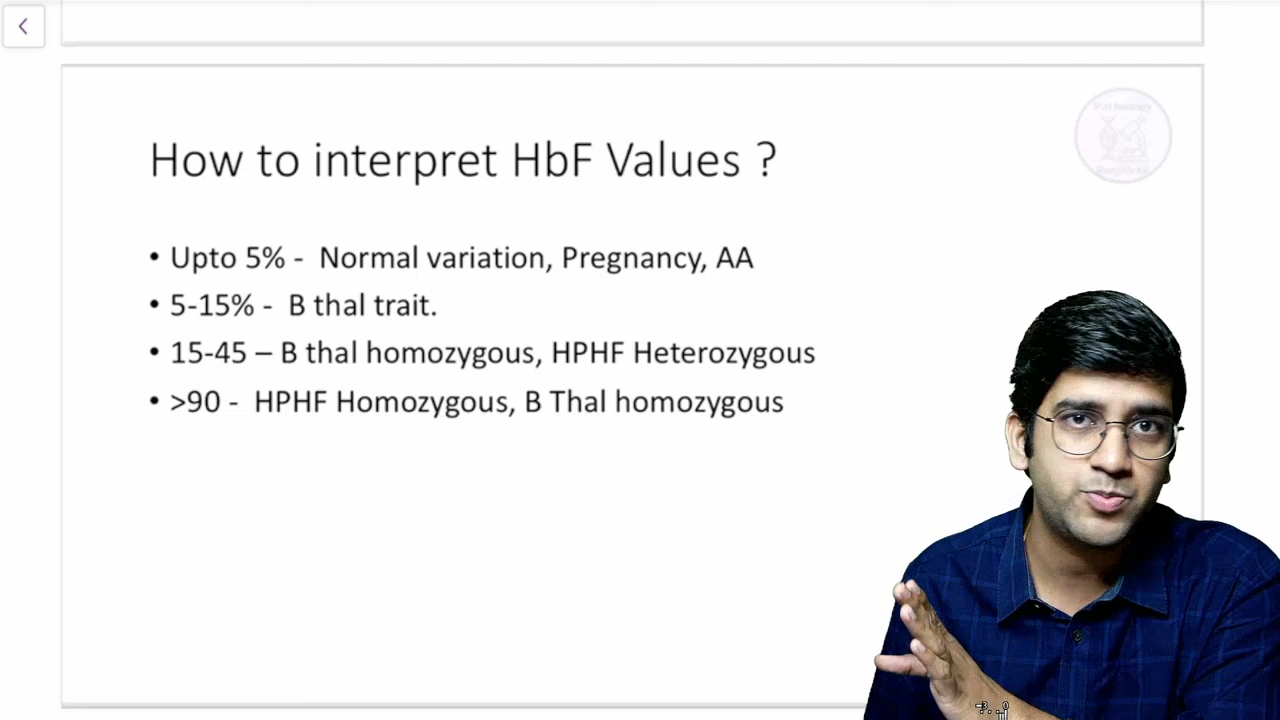 How to interpret HbF Values ?
• Upto 5% - Normal variation, Pregnancy, AA
• 5-15% - B thal trait.
• 15-45 – B thal homozygous, HPHF Heterozygous
• >90 - HPHF Homozygous, B Thal homozygous